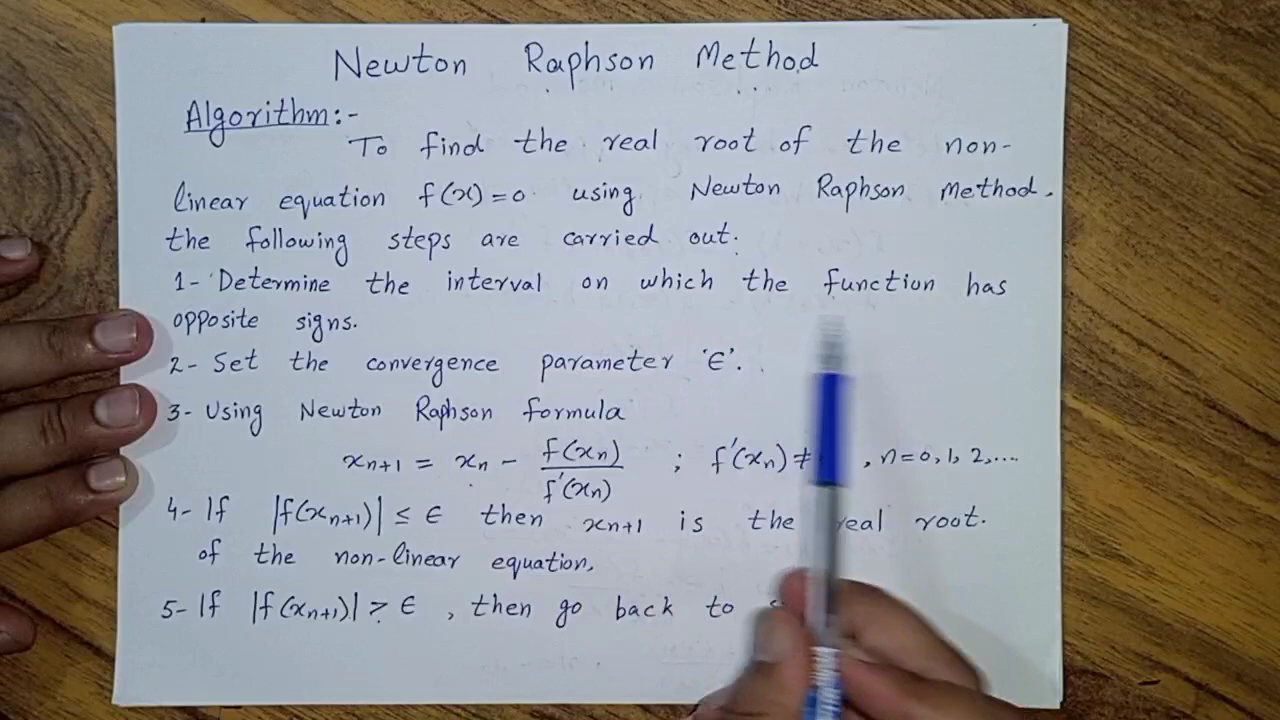 Newton Raphson Method
Algorithm:-
To find the real root of the non-
linear equation f(x)=0 using Newton Raphson Method.
the following steps are carried out.
1- Determine the interval on which the function has
opposite signs.
2- Set the convergence parameter 'ϵ'.
3- Using Newton Raphson formula
xₙ₊₁ = xₙ - f(xₙ)/f'(xₙ) ; f'(xₙ) ≠ , n=0,1,2,....
4- If |f(xₙ₊₁)| ≤ ϵ then xₙ₊₁ is the real root.
of the non-linear equation.
5- If |f(xₙ₊₁)| > ϵ , then go back to